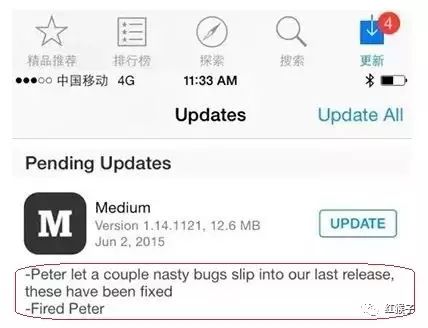 精品推荐
排行榜
探索
搜索
更新
4
中国移动 4G
11:33 AM
Updates
Update All
Pending Updates
M
Medium
Version 1.14.1121, 12.6 MB
Jun 2, 2015
UPDATE
-Peter let a couple nasty bugs slip into our last release,
these have been fixed
-Fired Peter
红猴子